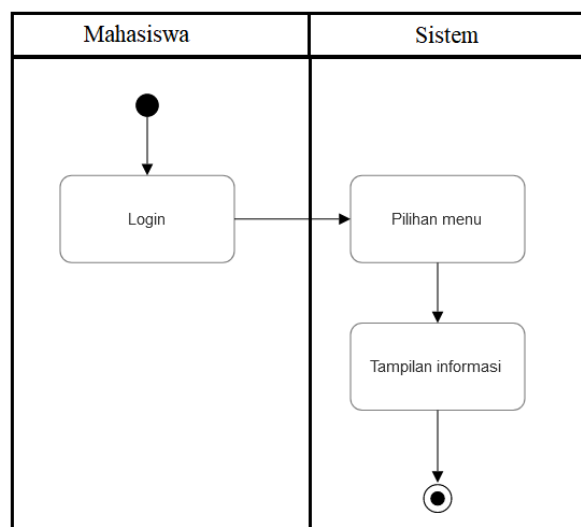 Mahasiswa
Sistem
Login
Pilihan menu
Tampilan informasi